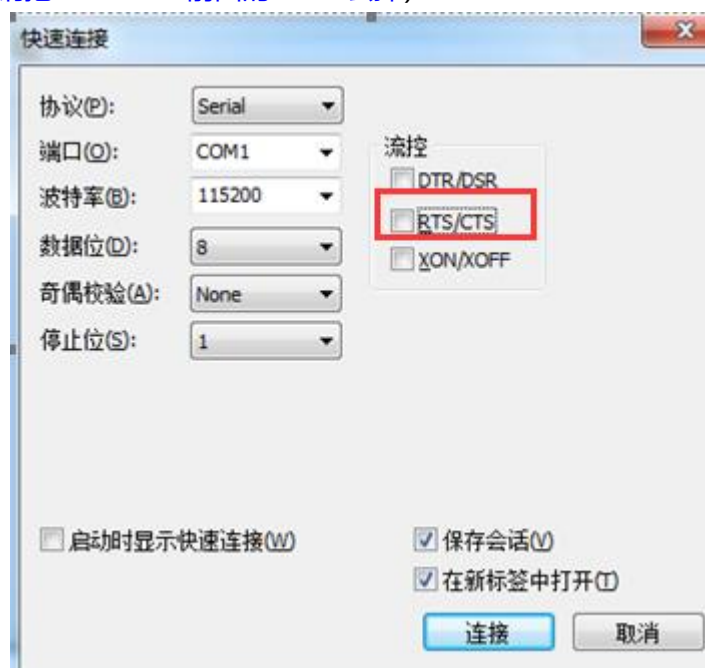 快速连接
协议(P): Serial
端口(O): COM1
波特率(B): 115200
数据位(D): 8
奇偶校验(A): None
停止位(S): 1
流控
DTR/DSR
RTS/CTS
XON/XOFF
启动时显示快速连接(W)
保存会话(V)
在新标签中打开(T)
连接
取消